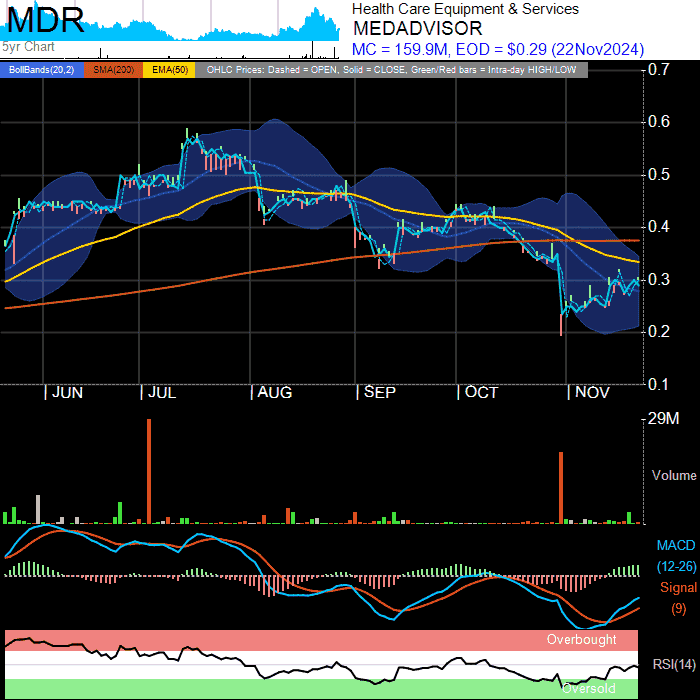 MDR
5yr Chart
Health Care Equipment & Services
MEDADVISOR
MC = 159.9M, EOD = $0.29 (22Nov2024)
BollBands(20,2) SMA(200) EMA(50) OHLC Prices: Dashed = OPEN, Solid = CLOSE, Green/Red bars = Intra-day HIGH/LOW
0.7
0.6
0.5
0.4
0.3
0.2
0.1
JUN JUL AUG SEP OCT NOV
29M
Volume
MACD
(12-26)
Signal
(9)
Overbought
RSI(14)
Oversold